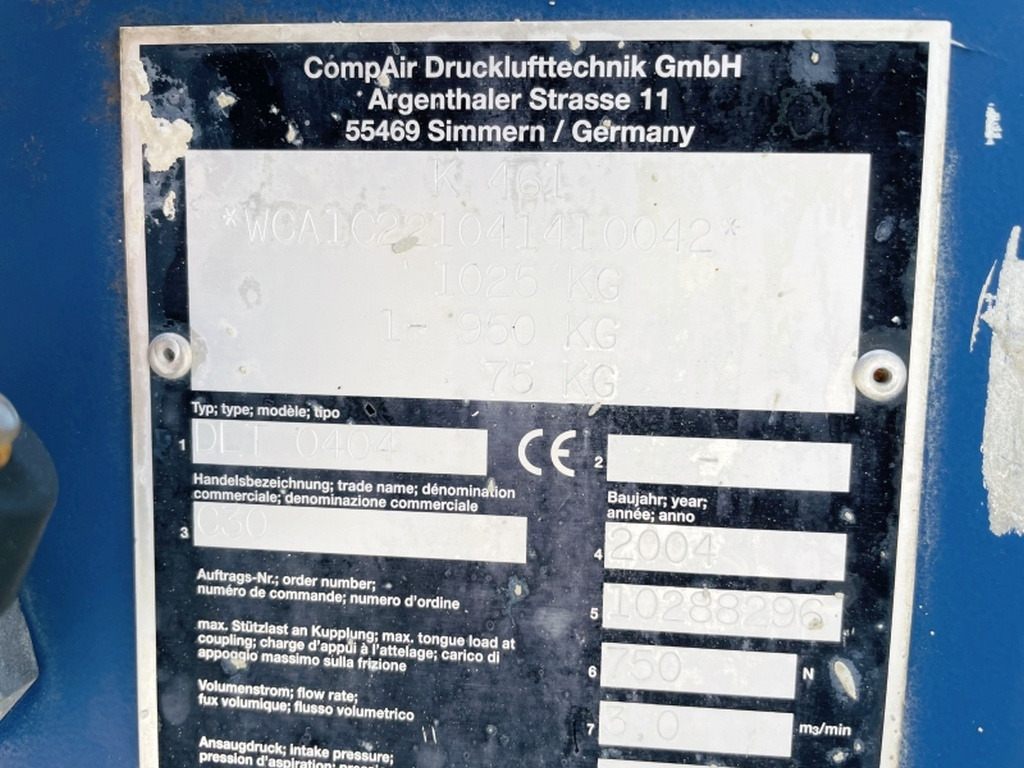 CompAir Drucklufttechnik GmbH
Argenthaler Strasse 11
55469 Simmern / Germany
K 461
*WCA1C221041410042*
1025 KG
1- 950 KG
75 KG
Typ; type; modèle; tipo
1 DLT 0404
CE
2 -
Handelsbezeichnung; trade name; dénomination
commerciale; denominazione commerciale
3 C30
Baujahr; year;
année; anno
4 2004
Auftrags-Nr.; order number;
numéro de commande; numero d'ordine
5 10288296
max. Stützlast an Kupplung; max. tongue load at
coupling; charge d'appui à l'attelage; carico di
appoggio massimo sulla frizione
6 750 N
Volumenstrom; flow rate;
fux volumique; flusso volumetrico
7 3.0 m3/min
Ansaugdruck; intake pressure;
pression d'aspiration;